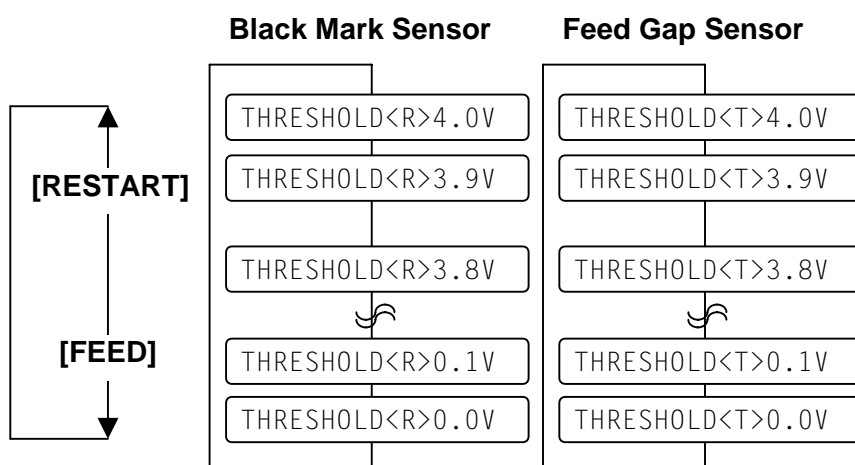 Black Mark Sensor Feed Gap Sensor
THRESHOLD<R>4.0V THRESHOLD<T>4.0V
[RESTART] THRESHOLD<R>3.9V THRESHOLD<T>3.9V
THRESHOLD<R>3.8V THRESHOLD<T>3.8V
[FEED] THRESHOLD<R>0.1V THRESHOLD<T>0.1V
THRESHOLD<R>0.0V THRESHOLD<T>0.0V